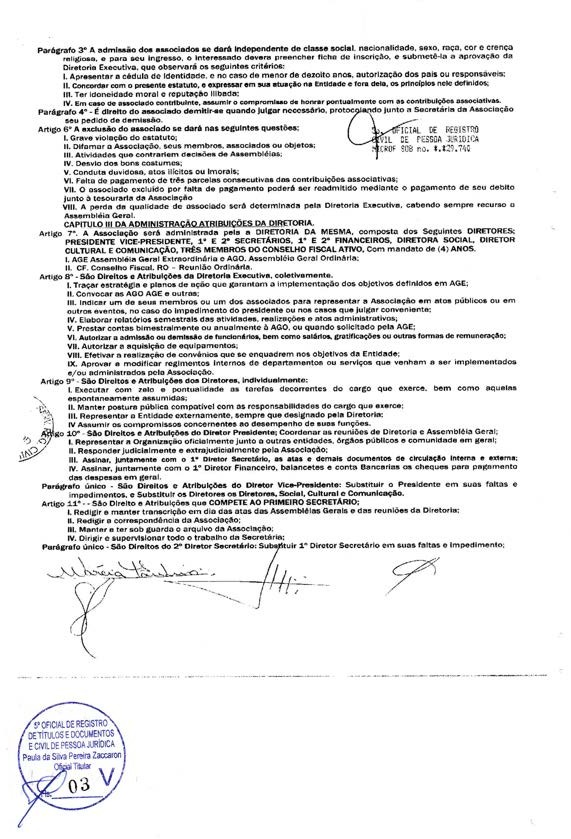 Parágrafo 3º A admissão dos associados se dará independente de classe social, nacionalidade, sexo, raça, cor e crença
religiosa, e para seu ingresso, o interessado devera preencher ficha de inscrição, e submetê-la a aprovação da
Diretoria Executiva, que observará os seguintes critérios:
I. Apresentar a cédula de identidade, e no caso de menor de dezoito anos, autorização dos pais ou responsáveis;
II. Concordar com o presente estatuto, e expressar em sua atuação na Entidade e fora dela, os princípios nele definidos;
III. Ter idoneidade moral e reputação ilibada;
IV. Em caso de associado contribuinte, assumir o compromisso de honrar pontualmente com as contribuições associativas.
Parágrafo 4º - É direito do associado demitir-se quando julgar necessário, protocolando junto a Secretária da Associação
seu pedido de demissão.
Artigo 6º A exclusão do associado se dará nas seguintes questões:
I. Grave violação do estatuto;
II. Difamar a Associação, seus membros, associados ou objetos;
III. Atividades que contrariem decisões de Assembléias;
IV. Desvio dos bons costumes;
V. Conduta duvidosa, atos ilícitos ou imorais;
VI. Falta de pagamento de três parcelas consecutivas das contribuições associativas;
VII. O associado excluído por falta de pagamento poderá ser readmitido mediante o pagamento de seu débito
junto à tesouraria da Associação
VIII. A perda da qualidade de associado será determinada pela Diretoria Executiva, cabendo sempre recurso a
Assembléia Geral.
OFICIAL DE REGISTRO
CIVIL DE PESSOA JURIDICA
MICROF SOB no.
CAPITULO III DA ADMINISTRAÇÃO ATRIBUIÇÕES DA DIRETORIA.
Artigo 7º. A Associação será administrada pela a DIRETORIA DA MESMA, composta dos Seguintes DIRETORES;
PRESIDENTE VICE-PRESIDENTE, 1º E 2º SECRETÁRIOS, 1º E 2º FINANCEIROS, DIRETORA SOCIAL, DIRETOR
CULTURAL E COMUNICAÇÃO, TRÊS MEMBROS DO CONSELHO FISCAL ATIVO, Com mandato de (4) ANOS.
I. AGE Assembléia Geral Extraordinária e AGO. Assembléia Geral Ordinária;
II. CF. Conselho Fiscal. RO – Reunião Ordinária.
Artigo 8º - São Direitos e Atribuições da Diretoria Executiva, coletivamente.
I. Traçar estratégia e planos de ação que garantam a implementação dos objetivos definidos em AGE;
II. Convocar as AGO AGE e outras;
III. Indicar um de seus membros ou um dos associados para representar a Associação em atos públicos ou em
outros eventos, no caso do impedimento do presidente ou nos casos que julgar conveniente;
IV. Elaborar relatórios semestrais das atividades, realizações e atos administrativos;
V. Prestar contas bimestralmente ou anualmente à AGO, ou quando solicitado pela AGE;
VI. Autorizar a admissão ou demissão de funcionários, bem como salários, gratificações ou outras formas de remuneração;
VII. Autorizar a aquisição de equipamentos;
VIII. Efetivar a realização de convênios que se enquadrem nos objetivos da Entidade;
IX. Aprovar e modificar regimentos internos de departamentos ou serviços que venham a ser implementados
e/ou administrados pela Associação.
Artigo 9º - São Direitos e Atribuições dos Diretores, individualmente:
I. Executar com zelo e pontualidade as tarefas decorrentes do cargo que exerce, bem como aquelas
espontaneamente assumidas;
II. Manter postura pública compatível com as responsabilidades do cargo que exerce;
III. Representar a Entidade externamente, sempre que designado pela Diretoria;
IV Assumir os compromissos concernentes ao desempenho de suas funções.
Artigo 10º - São Direitos e Atribuições do Diretor Presidente; Coordenar as reuniões de Diretoria e Assembléia Geral;
I. Representar a Organização oficialmente junto a outras entidades, órgãos públicos e comunidade em geral;
II. Responder judicialmente e extrajudicialmente pela Associação;
III. Assinar, juntamente com o 1º Diretor Secretário, as atas e demais documentos de circulação interna e externa;
IV. Assinar, juntamente com o 1º Diretor Financeiro, balancetes e conta Bancarias os cheques para pagamento
das despesas em geral.
Parágrafo único - São Direitos e Atribuições do Diretor Vice-Presidente: Substituir o Presidente em suas faltas e
impedimentos, e Substituir os Diretores os Diretores, Social, Cultural e Comunicação.
Artigo 11º - - São Direito e Atribuições que COMPETE AO PRIMEIRO SECRETÁRIO;
I. Redigir e manter transcrição em dia das atas das Assembléias Gerais e das reuniões da Diretoria;
II. Redigir a correspondência da Associação;
III. Manter e ter sob guarda o arquivo da Associação;
IV. Dirigir e supervisionar todo o trabalho da Secretária;
Parágrafo único - São Direitos do 2º Diretor Secretário: Substituir 1º Diretor Secretário em suas faltas e impedimento;
5º OFICIAL DE REGISTRO
DE TÍTULOS E DOCUMENTOS
E CIVIL DE PESSOA JURÍDICA
Paula da Silva Pereira Zaccaron
Oficial Titular
Fls. 03 V